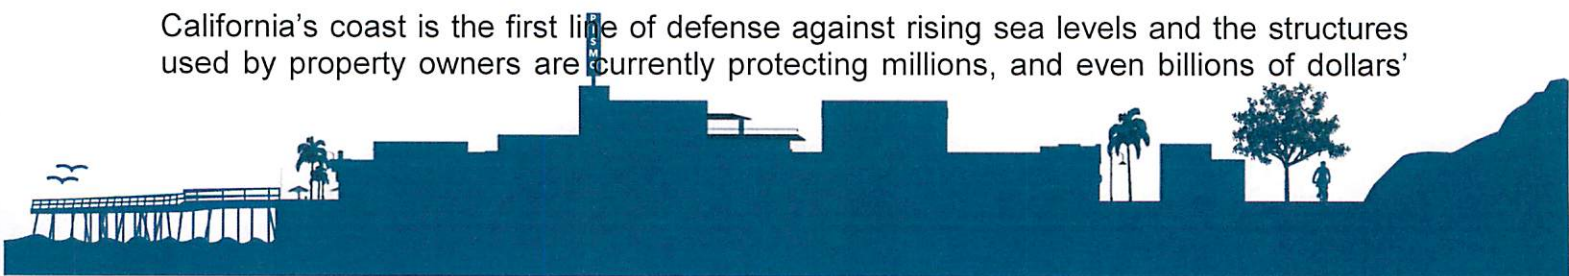 California’s coast is the first line of defense against rising sea levels and the structures
used by property owners are currently protecting millions, and even billions of dollars’
PISMO